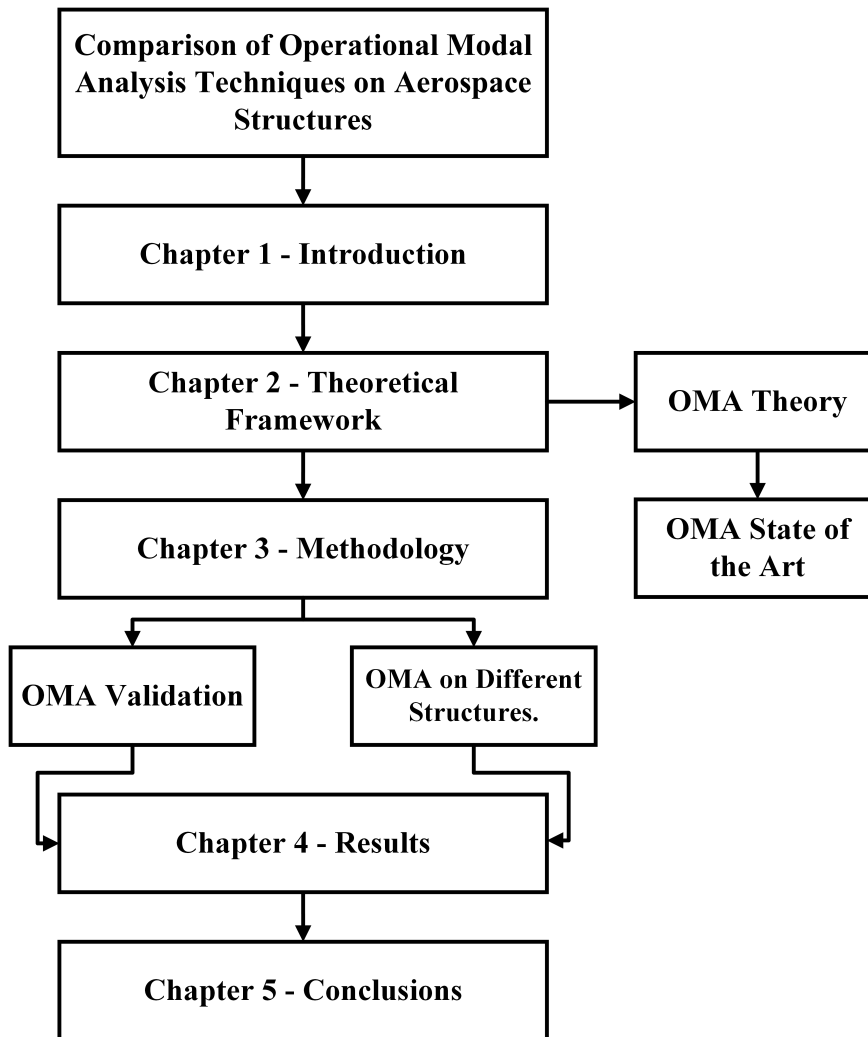 Comparison of Operational Modal
Analysis Techniques on Aerospace
Structures
Chapter 1 - Introduction
Chapter 2 - Theoretical
Framework
OMA Theory
Chapter 3 - Methodology
OMA State of
the Art
OMA Validation
OMA on Different
Structures.
Chapter 4 - Results
Chapter 5 - Conclusions